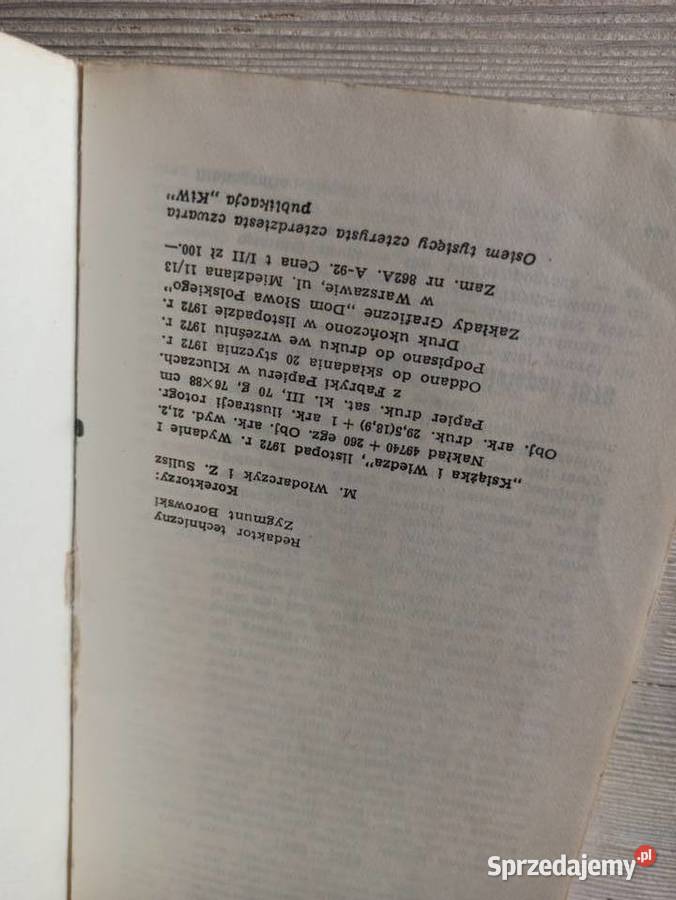 Redaktor techniczny
Zygmunt Borowski
Korektorzy:
M. Włodarczyk i Z. Sulisz
„Książka i Wiedza”, listopad 1972 r. Wydanie I
Nakład 49740 + 260 egz. Obj. ark. wyd. 21,2.
Obj. ark. druk. 29,5(18,9) + 1 ark. ilustracji rotogr.
Papier druk. sat. kl. III, 70 g, 76×88 cm
z Fabryki Papieru w Kluczach.
Oddano do składania 20 stycznia 1972 r.
Podpisano do druku we wrześniu 1972 r.
Druk ukończono w listopadzie 1972 r.
Zakłady Graficzne „Dom Słowa Polskiego”
w Warszawie, ul. Miedziana 11/13
Zam. nr 862A. A-92. Cena t I/II zł 100.—
Osiem tysięcy czterysta czterdziesta czwarta
publikacja „KiW”
Sprzedajemy.pl